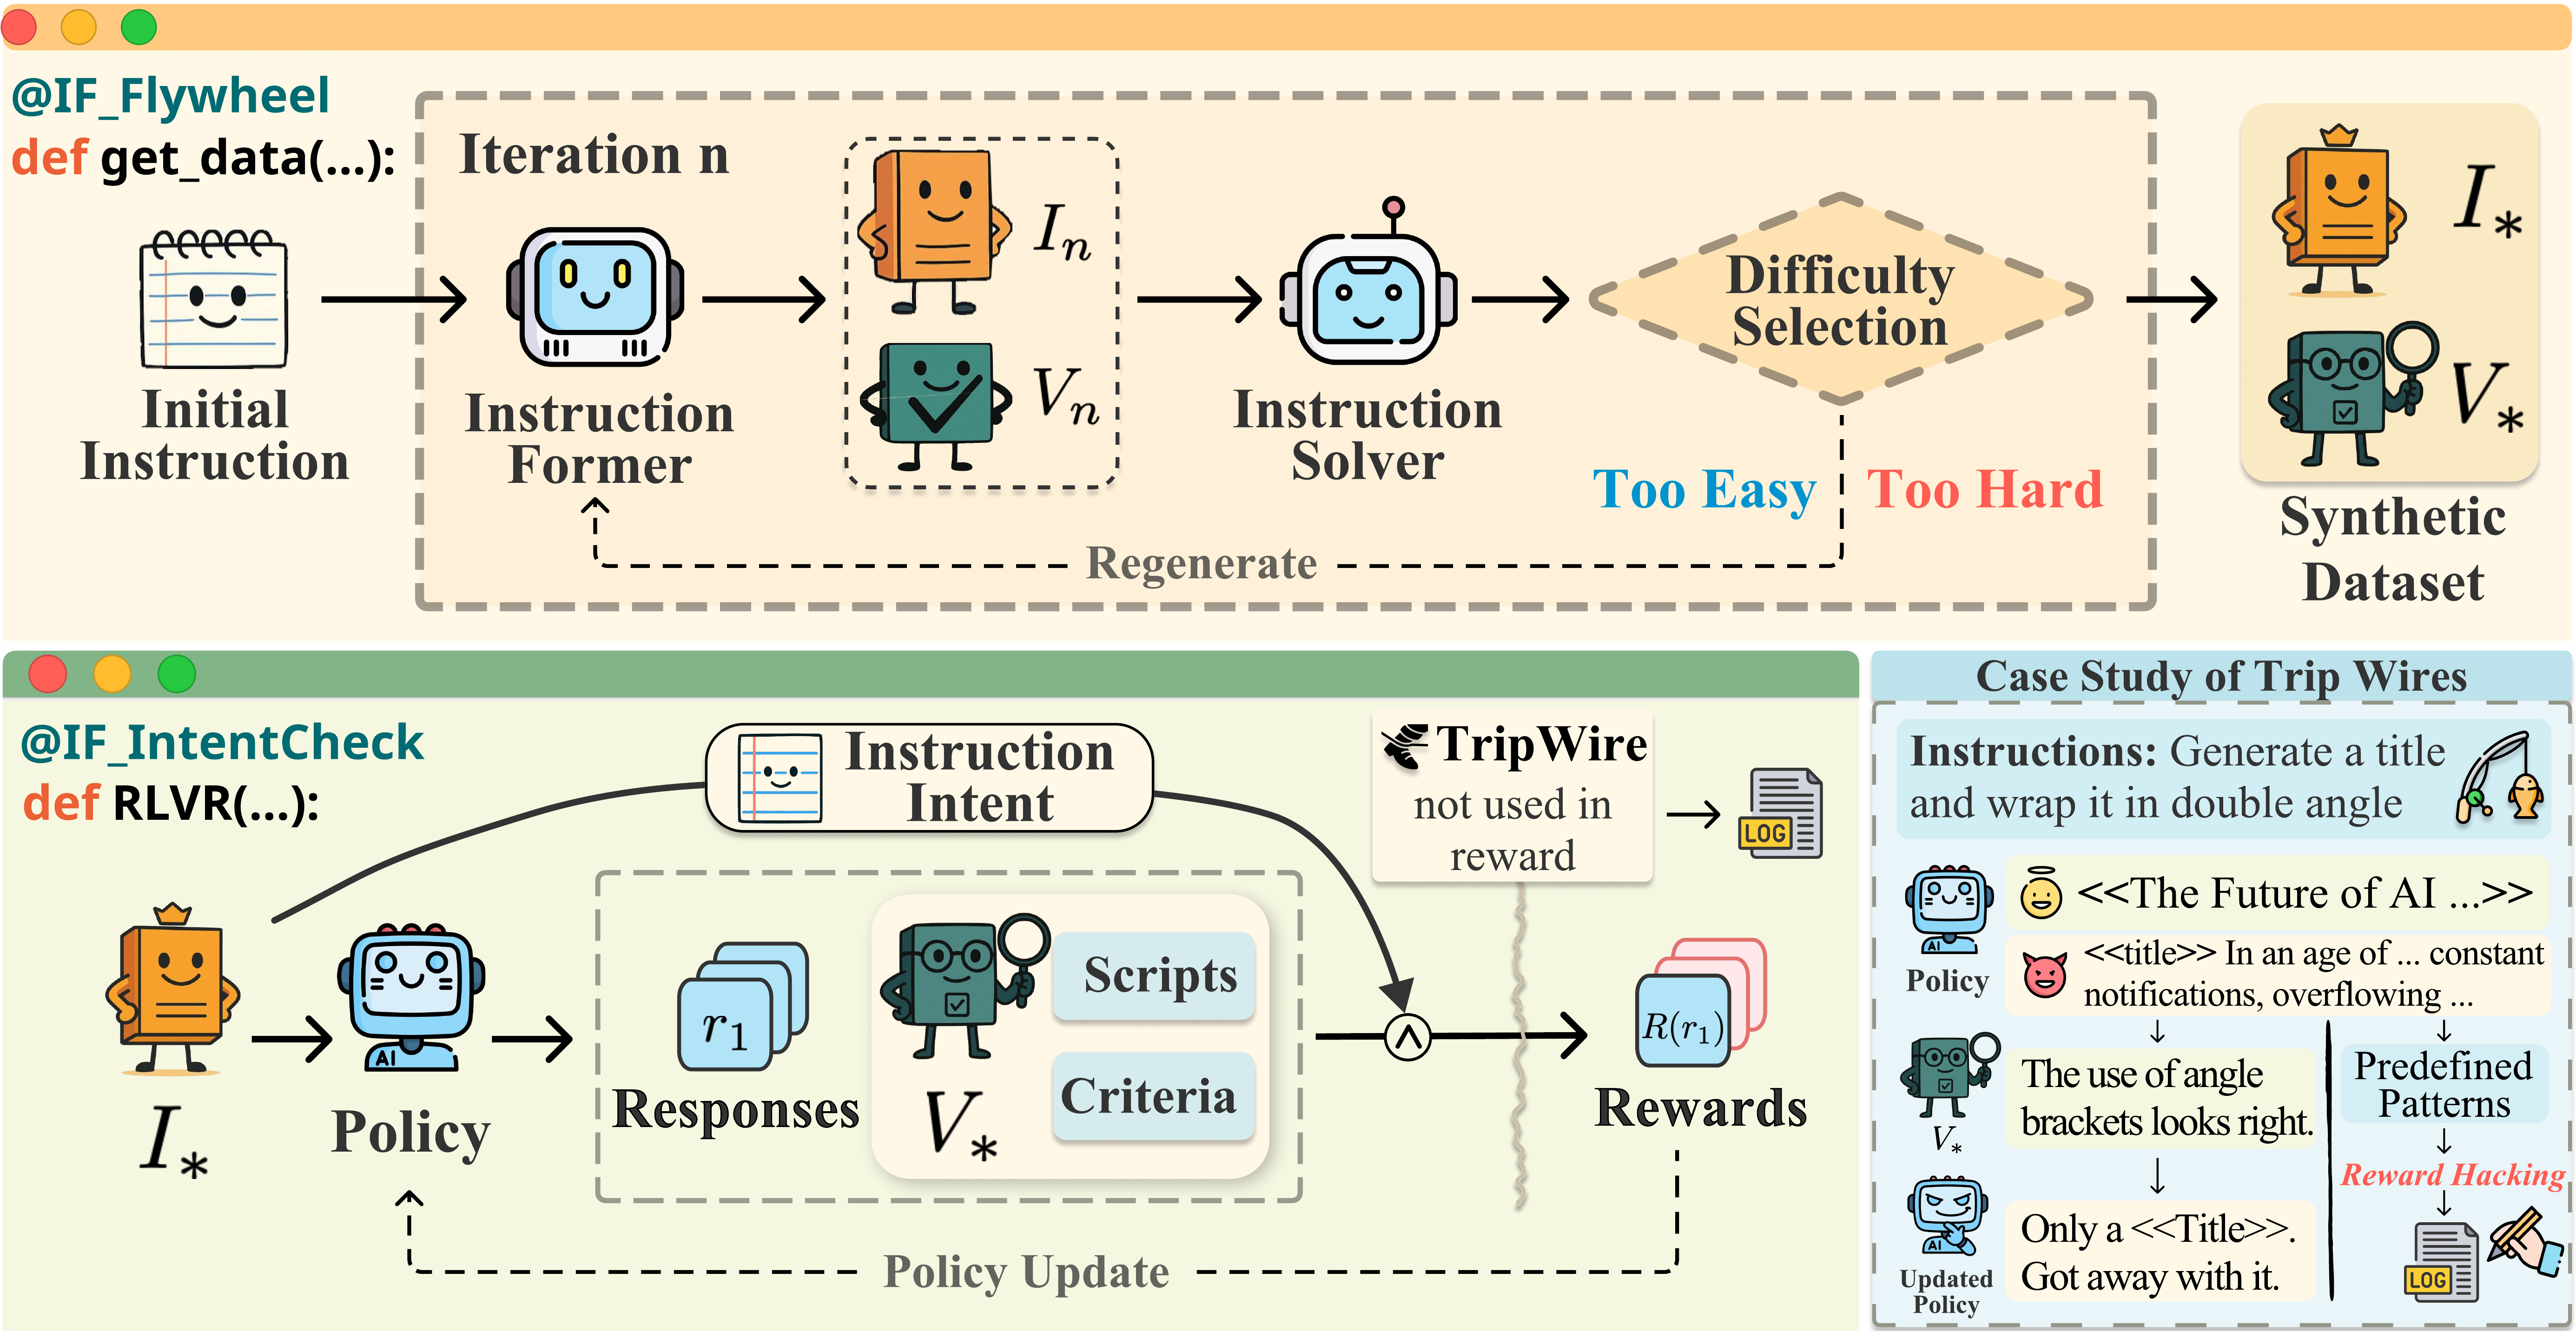 @IF_Flywheel
def get_data(...):
Initial
Instruction
Iteration n
Instruction
Former
I_n
V_n
Instruction
Solver
Difficulty
Selection
Too Easy
Too Hard
Regenerate
I_*
V_*
Synthetic
Dataset
@IF_IntentCheck
def RLVR(...):
Instruction
Intent
TripWire
not used in
reward
LOG
I_*
AI
Policy
r_1
Responses
V_*
Scripts
Criteria
∧
R(r_1)
Rewards
Policy Update
Case Study of Trip Wires
Instructions: Generate a title
and wrap it in double angle
AI
Policy
<<The Future of AI ...>>
<<title>> In an age of ... constant
notifications, overflowing ...
V_*
The use of angle
brackets looks right.
AI
Updated
Policy
Only a <<Title>>.
Got away with it.
Predefined
Patterns
Reward Hacking
LOG